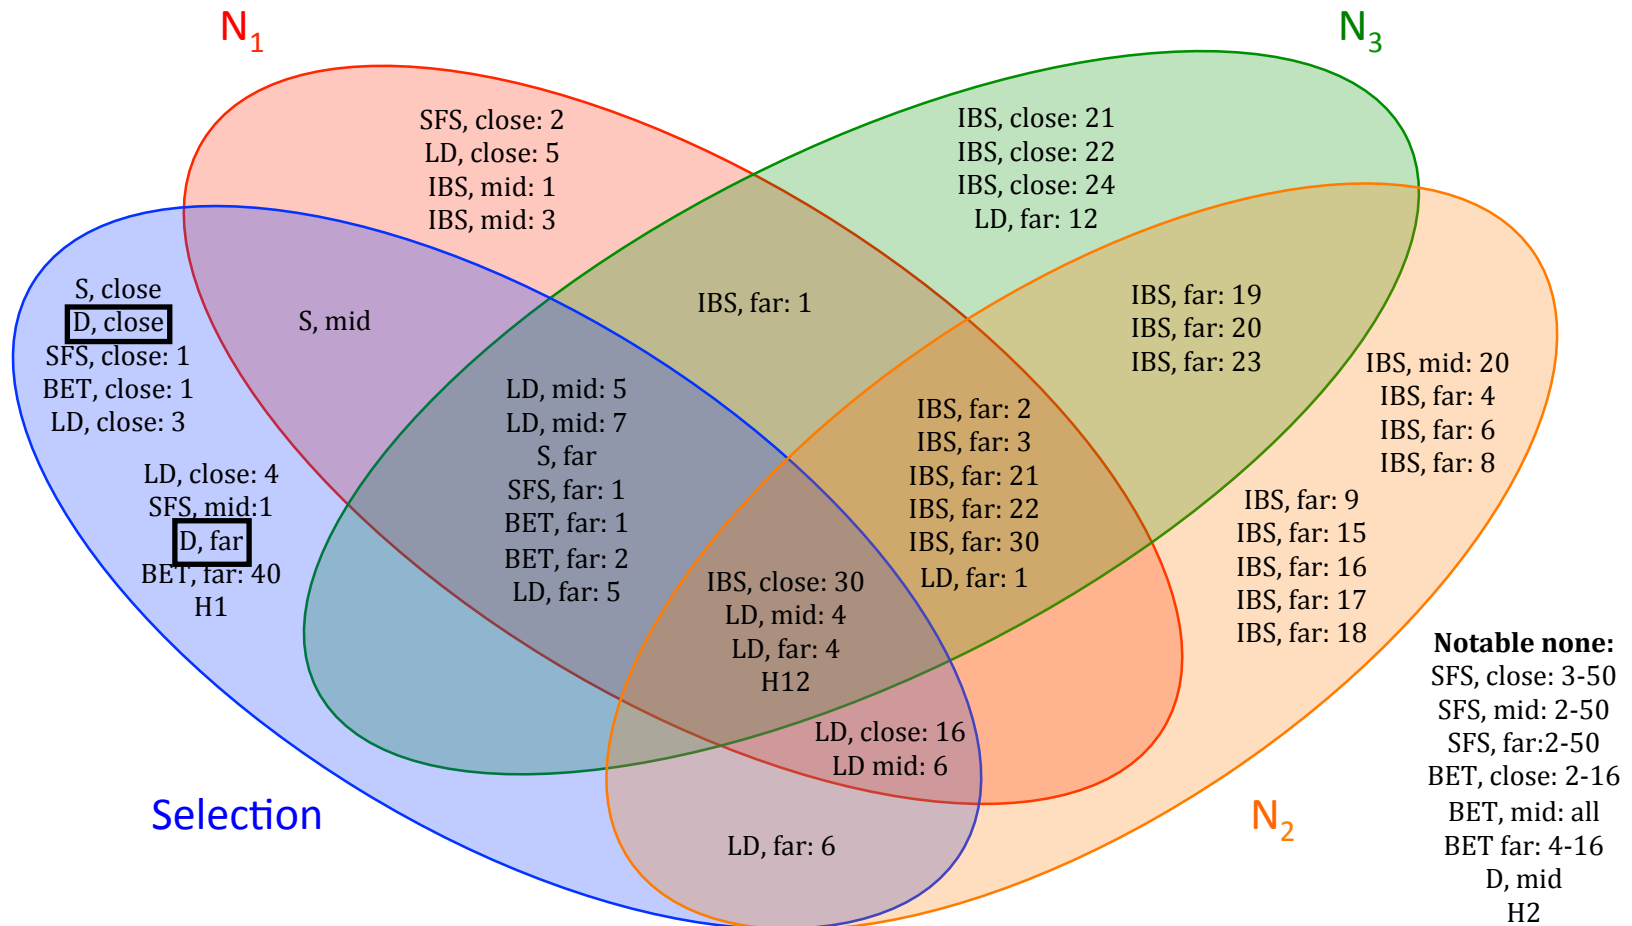 N1
N3
SFS, close: 2
LD, close: 5
IBS, mid: 1
IBS, mid: 3
IBS, close: 21
IBS, close: 22
IBS, close: 24
LD, far: 12
S, close
D, close
SFS, close: 1
BET, close: 1
LD, close: 3
LD, close: 4
SFS, mid:1
D, far
BET, far: 40
H1
S, mid
IBS, far: 1
IBS, far: 19
IBS, far: 20
IBS, far: 23
IBS, mid: 20
IBS, far: 4
IBS, far: 6
IBS, far: 8
IBS, far: 9
IBS, far: 15
IBS, far: 16
IBS, far: 17
IBS, far: 18
LD, mid: 5
LD, mid: 7
S, far
SFS, far: 1
BET, far: 1
BET, far: 2
LD, far: 5
IBS, far: 2
IBS, far: 3
IBS, far: 21
IBS, far: 22
IBS, far: 30
LD, far: 1
IBS, close: 30
LD, mid: 4
LD, far: 4
H12
LD, close: 16
LD mid: 6
LD, far: 6
Selection
N2
Notable none:
SFS, close: 3-50
SFS, mid: 2-50
SFS, far:2-50
BET, close: 2-16
BET, mid: all
BET far: 4-16
D, mid
H2